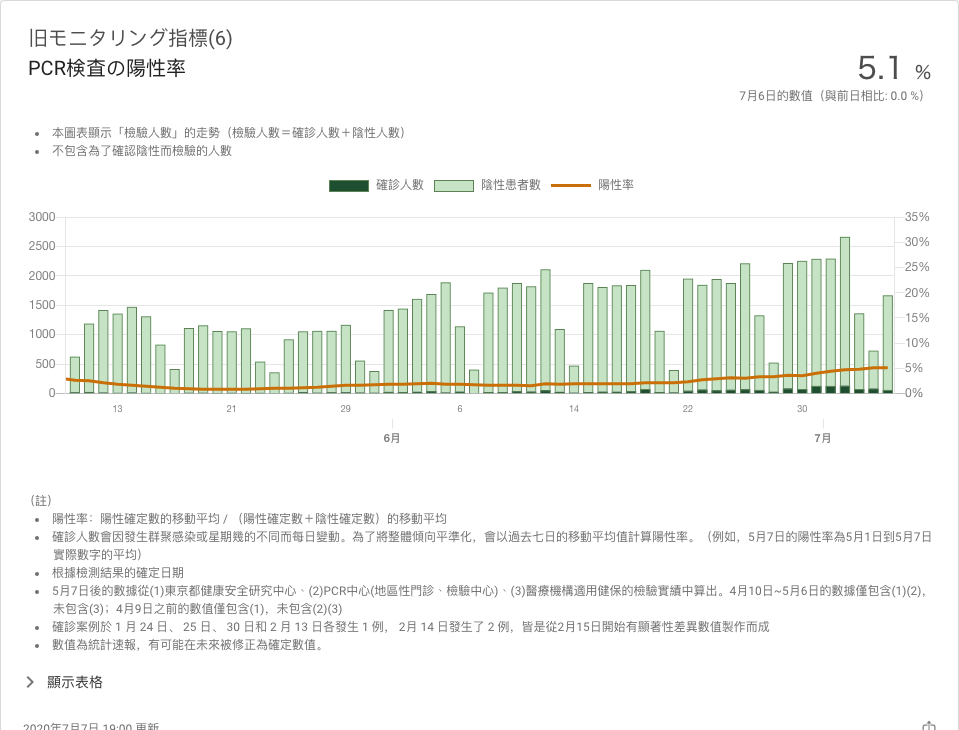 旧モニタリング指標(6)
PCR検査の陽性率
5.1 %
7月6日的數值（與前日相比: 0.0 %）
本圖表顯示「檢驗人數」的走勢（檢驗人數＝確診人數＋陰性人數）
不包含為了確認陰性而檢驗的人數
確診人數 陰性患者數 陽性率
3000 35%
2500 30%
2000 25%
1500 20%
1000 15%
500 10%
0 5%
0%
13 21 29 6 14 22 30
6月 7月
（註）
陽性率：陽性確定數的移動平均 / （陽性確定數＋陰性確定數）的移動平均
確診人數會因發生群聚感染或星期幾的不同而每日變動。為了將整體傾向平準化，會以過去七日的移動平均值計算陽性率。（例如，5月7日的陽性率為5月1日到5月7日
實際數字的平均）
根據檢測結果的確定日期
5月7日後的數據從(1)東京都健康安全研究中心、(2)PCR中心(地區性門診、檢驗中心)、(3)醫療機構適用健保的檢驗實績中算出。4月10日~5月6日的數據僅包含(1)(2)，
未包含(3)；4月9日之前的數值僅包含(1)，未包含(2)(3)
確診案例於 1 月 24 日、 25 日、 30 日和 2 月 13 日各發生 1 例， 2月 14 日發生了 2 例，皆是從2月15日開始有顯著性差異數值製作而成
數值為統計速報，有可能在未來被修正為確定數值。
顯示表格
2020年7月7日 19:00 更新